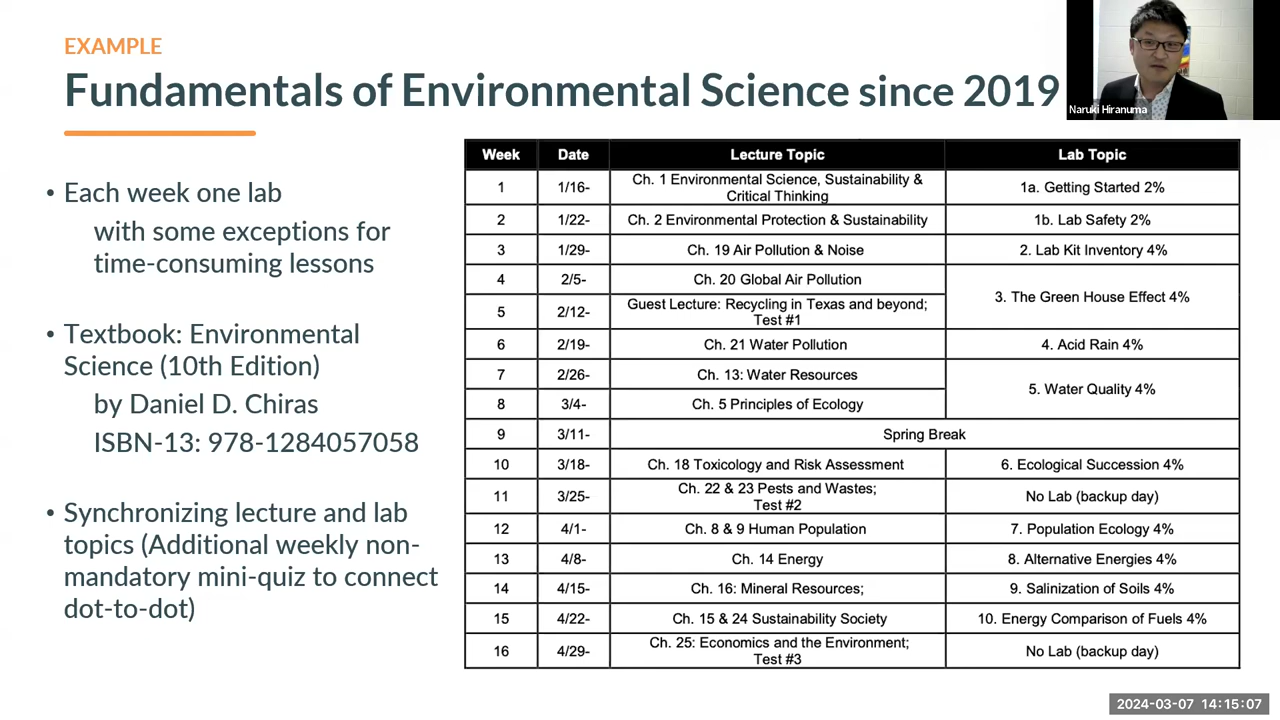 EXAMPLE
Fundamentals of Environmental Science since 2019
Naruki Hiranuma
• Each week one lab
with some exceptions for
time-consuming lessons
• Textbook: Environmental
Science (10th Edition)
by Daniel D. Chiras
ISBN-13: 978-1284057058
• Synchronizing lecture and lab
topics (Additional weekly non-
mandatory mini-quiz to connect
dot-to-dot)
Week Date Lecture Topic Lab Topic
1 1/16- Ch. 1 Environmental Science, Sustainability &
Critical Thinking 1a. Getting Started 2%
2 1/22- Ch. 2 Environmental Protection & Sustainability 1b. Lab Safety 2%
3 1/29- Ch. 19 Air Pollution & Noise 2. Lab Kit Inventory 4%
4 2/5- Ch. 20 Global Air Pollution 3. The Green House Effect 4%
5 2/12- Guest Lecture: Recycling in Texas and beyond;
Test #1
6 2/19- Ch. 21 Water Pollution 4. Acid Rain 4%
7 2/26- Ch. 13: Water Resources 5. Water Quality 4%
8 3/4- Ch. 5 Principles of Ecology
9 3/11- Spring Break
10 3/18- Ch. 18 Toxicology and Risk Assessment 6. Ecological Succession 4%
11 3/25- Ch. 22 & 23 Pests and Wastes;
Test #2 No Lab (backup day)
12 4/1- Ch. 8 & 9 Human Population 7. Population Ecology 4%
13 4/8- Ch. 14 Energy 8. Alternative Energies 4%
14 4/15- Ch. 16: Mineral Resources; 9. Salinization of Soils 4%
15 4/22- Ch. 15 & 24 Sustainability Society 10. Energy Comparison of Fuels 4%
16 4/29- Ch. 25: Economics and the Environment;
Test #3 No Lab (backup day)
2024-03-07 14:15:07